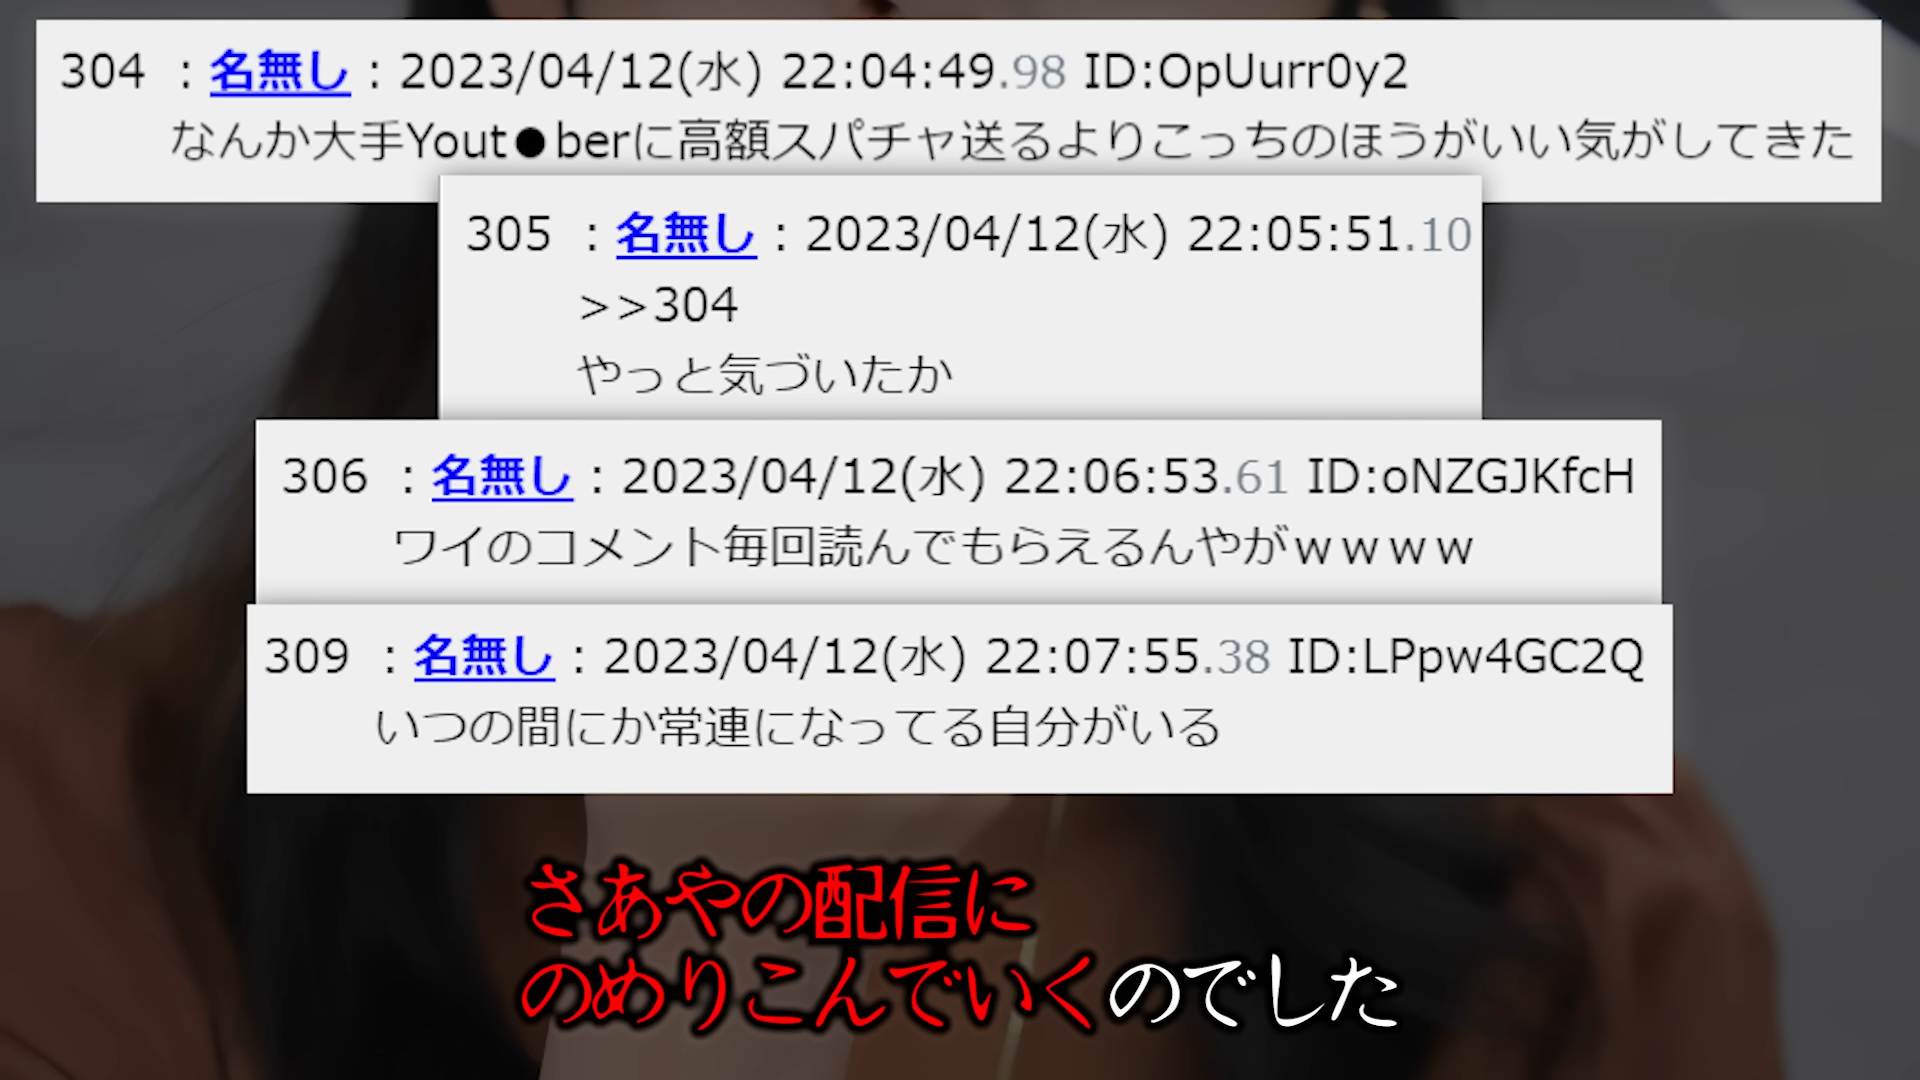 304 ：名無し：2023/04/12(水) 22:04:49.98 ID:OpUurr0y2
なんか大手Yout●berに高額スパチャ送るよりこっちのほうがいい気がしてきた
305 ：名無し：2023/04/12(水) 22:05:51.10
>>304
やっと気づいたか
306 ：名無し：2023/04/12(水) 22:06:53.61 ID:oNZGJKfcH
ワイのコメント毎回読んでもらえるんやがｗｗｗｗ
309 ：名無し：2023/04/12(水) 22:07:55.38 ID:LPpw4GC2Q
いつの間にか常連になってる自分がいる
さあやの配信に
のめりこんでいくのでした